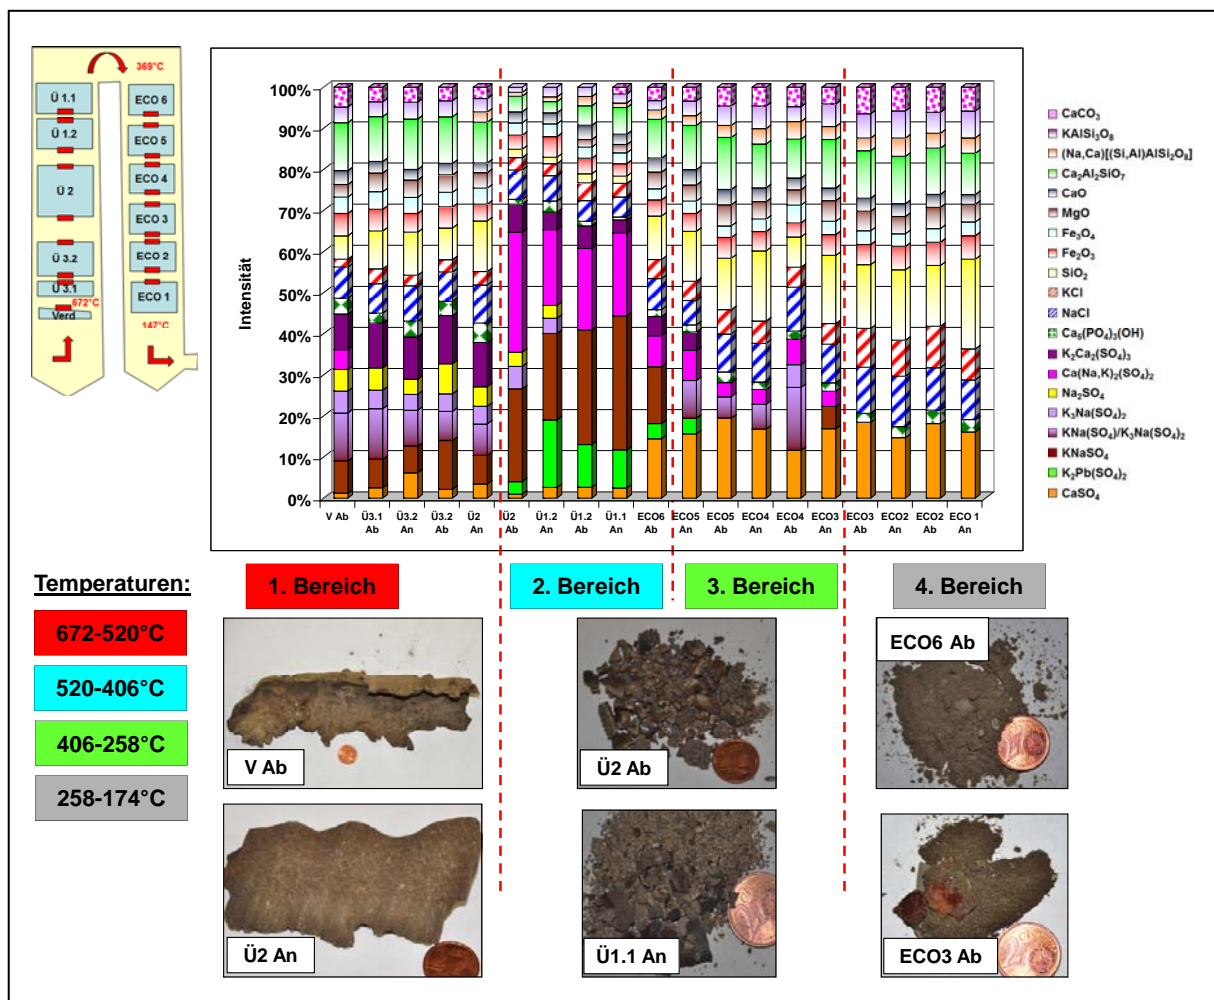 369°C
Ü 1.1
Ü 1.2
Ü 2
Ü 3.2
Ü 3.1
672°C
Verd
ECO 6
ECO 5
ECO 4
ECO 3
ECO 2
ECO 1
147°C
Intensität
100%
90%
80%
70%
60%
50%
40%
30%
20%
10%
0%
V Ab
Ü3.1 Ab
Ü3.2 An
Ü3.2 Ab
Ü2 An
Ü2 Ab
Ü1.2 An
Ü1.2 Ab
Ü1.1 An
ECO6 Ab
ECO5 An
ECO5 Ab
ECO4 An
ECO4 Ab
ECO3 An
ECO3 Ab
ECO2 An
ECO2 Ab
ECO 1 An
CaCO₃
KAlSi₃O₈
(Na,Ca)[(Si,Al)AlSi₂O₈]
Ca₂Al₂SiO₇
CaO
MgO
Fe₃O₄
Fe₂O₃
SiO₂
KCl
NaCl
Ca₅(PO₄)₃(OH)
K₂Ca₂(SO₄)₃
Ca(Na,K)₂(SO₄)₂
Na₂SO₄
K₃Na(SO₄)₂
KNa(SO₄)/K₃Na(SO₄)₂
KNaSO₄
K₂Pb(SO₄)₂
CaSO₄
Temperaturen:
672-520°C
520-406°C
406-258°C
258-174°C
1. Bereich
2. Bereich
3. Bereich
4. Bereich
V Ab
Ü2 Ab
ECO6 Ab
Ü2 An
Ü1.1 An
ECO3 Ab